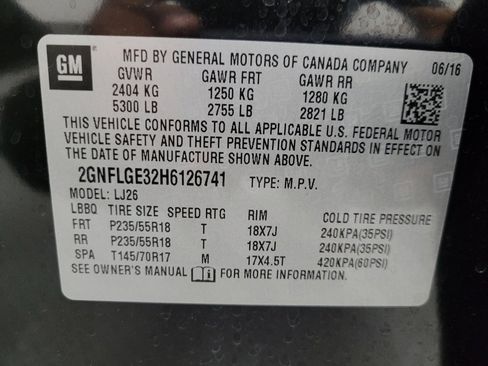 GM
MFD BY GENERAL MOTORS OF CANADA COMPANY 06/16
GVWR GAWR FRT GAWR RR
2404 KG 1250 KG 1280 KG
5300 LB 2755 LB 2821 LB
THIS VEHICLE CONFORMS TO ALL APPLICABLE U.S. FEDERAL MOTOR
VEHICLE SAFETY AND THEFT PREVENTION STANDARDS IN EFFECT ON
THE DATE OF MANUFACTURE SHOWN ABOVE.
2GNFLGE32H6126741 TYPE: M.P.V.
MODEL: LJ26
LBBQ TIRE SIZE SPEED RTG RIM COLD TIRE PRESSURE
FRT P235/55R18 T 18X7J 240KPA(35PSI)
RR P235/55R18 T 18X7J 240KPA(35PSI)
SPA T145/70R17 M 17X4.5T 420KPA(60PSI)
SEE OWNER'S MANUAL FOR MORE INFORMATION.